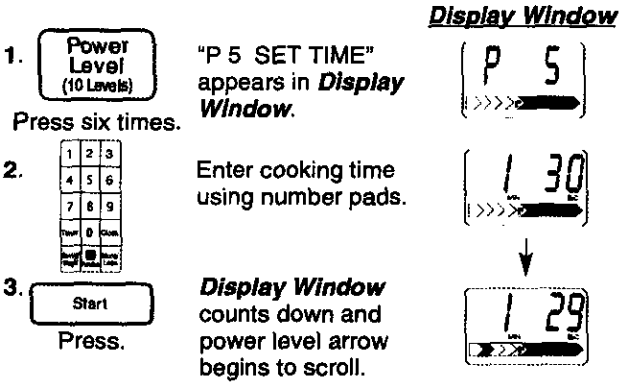 Display Window
1.
Power
Level
(10 Levels)
Press six times.
"P 5 SET TIME"
appears in Display
Window.
P 5
2.
1 2 3
4 5 6
7 8 9
Timer 0 Clock
Enter cooking time
using number pads.
1 30
3.
Start
Press.
Display Window
counts down and
power level arrow
begins to scroll.
1 29